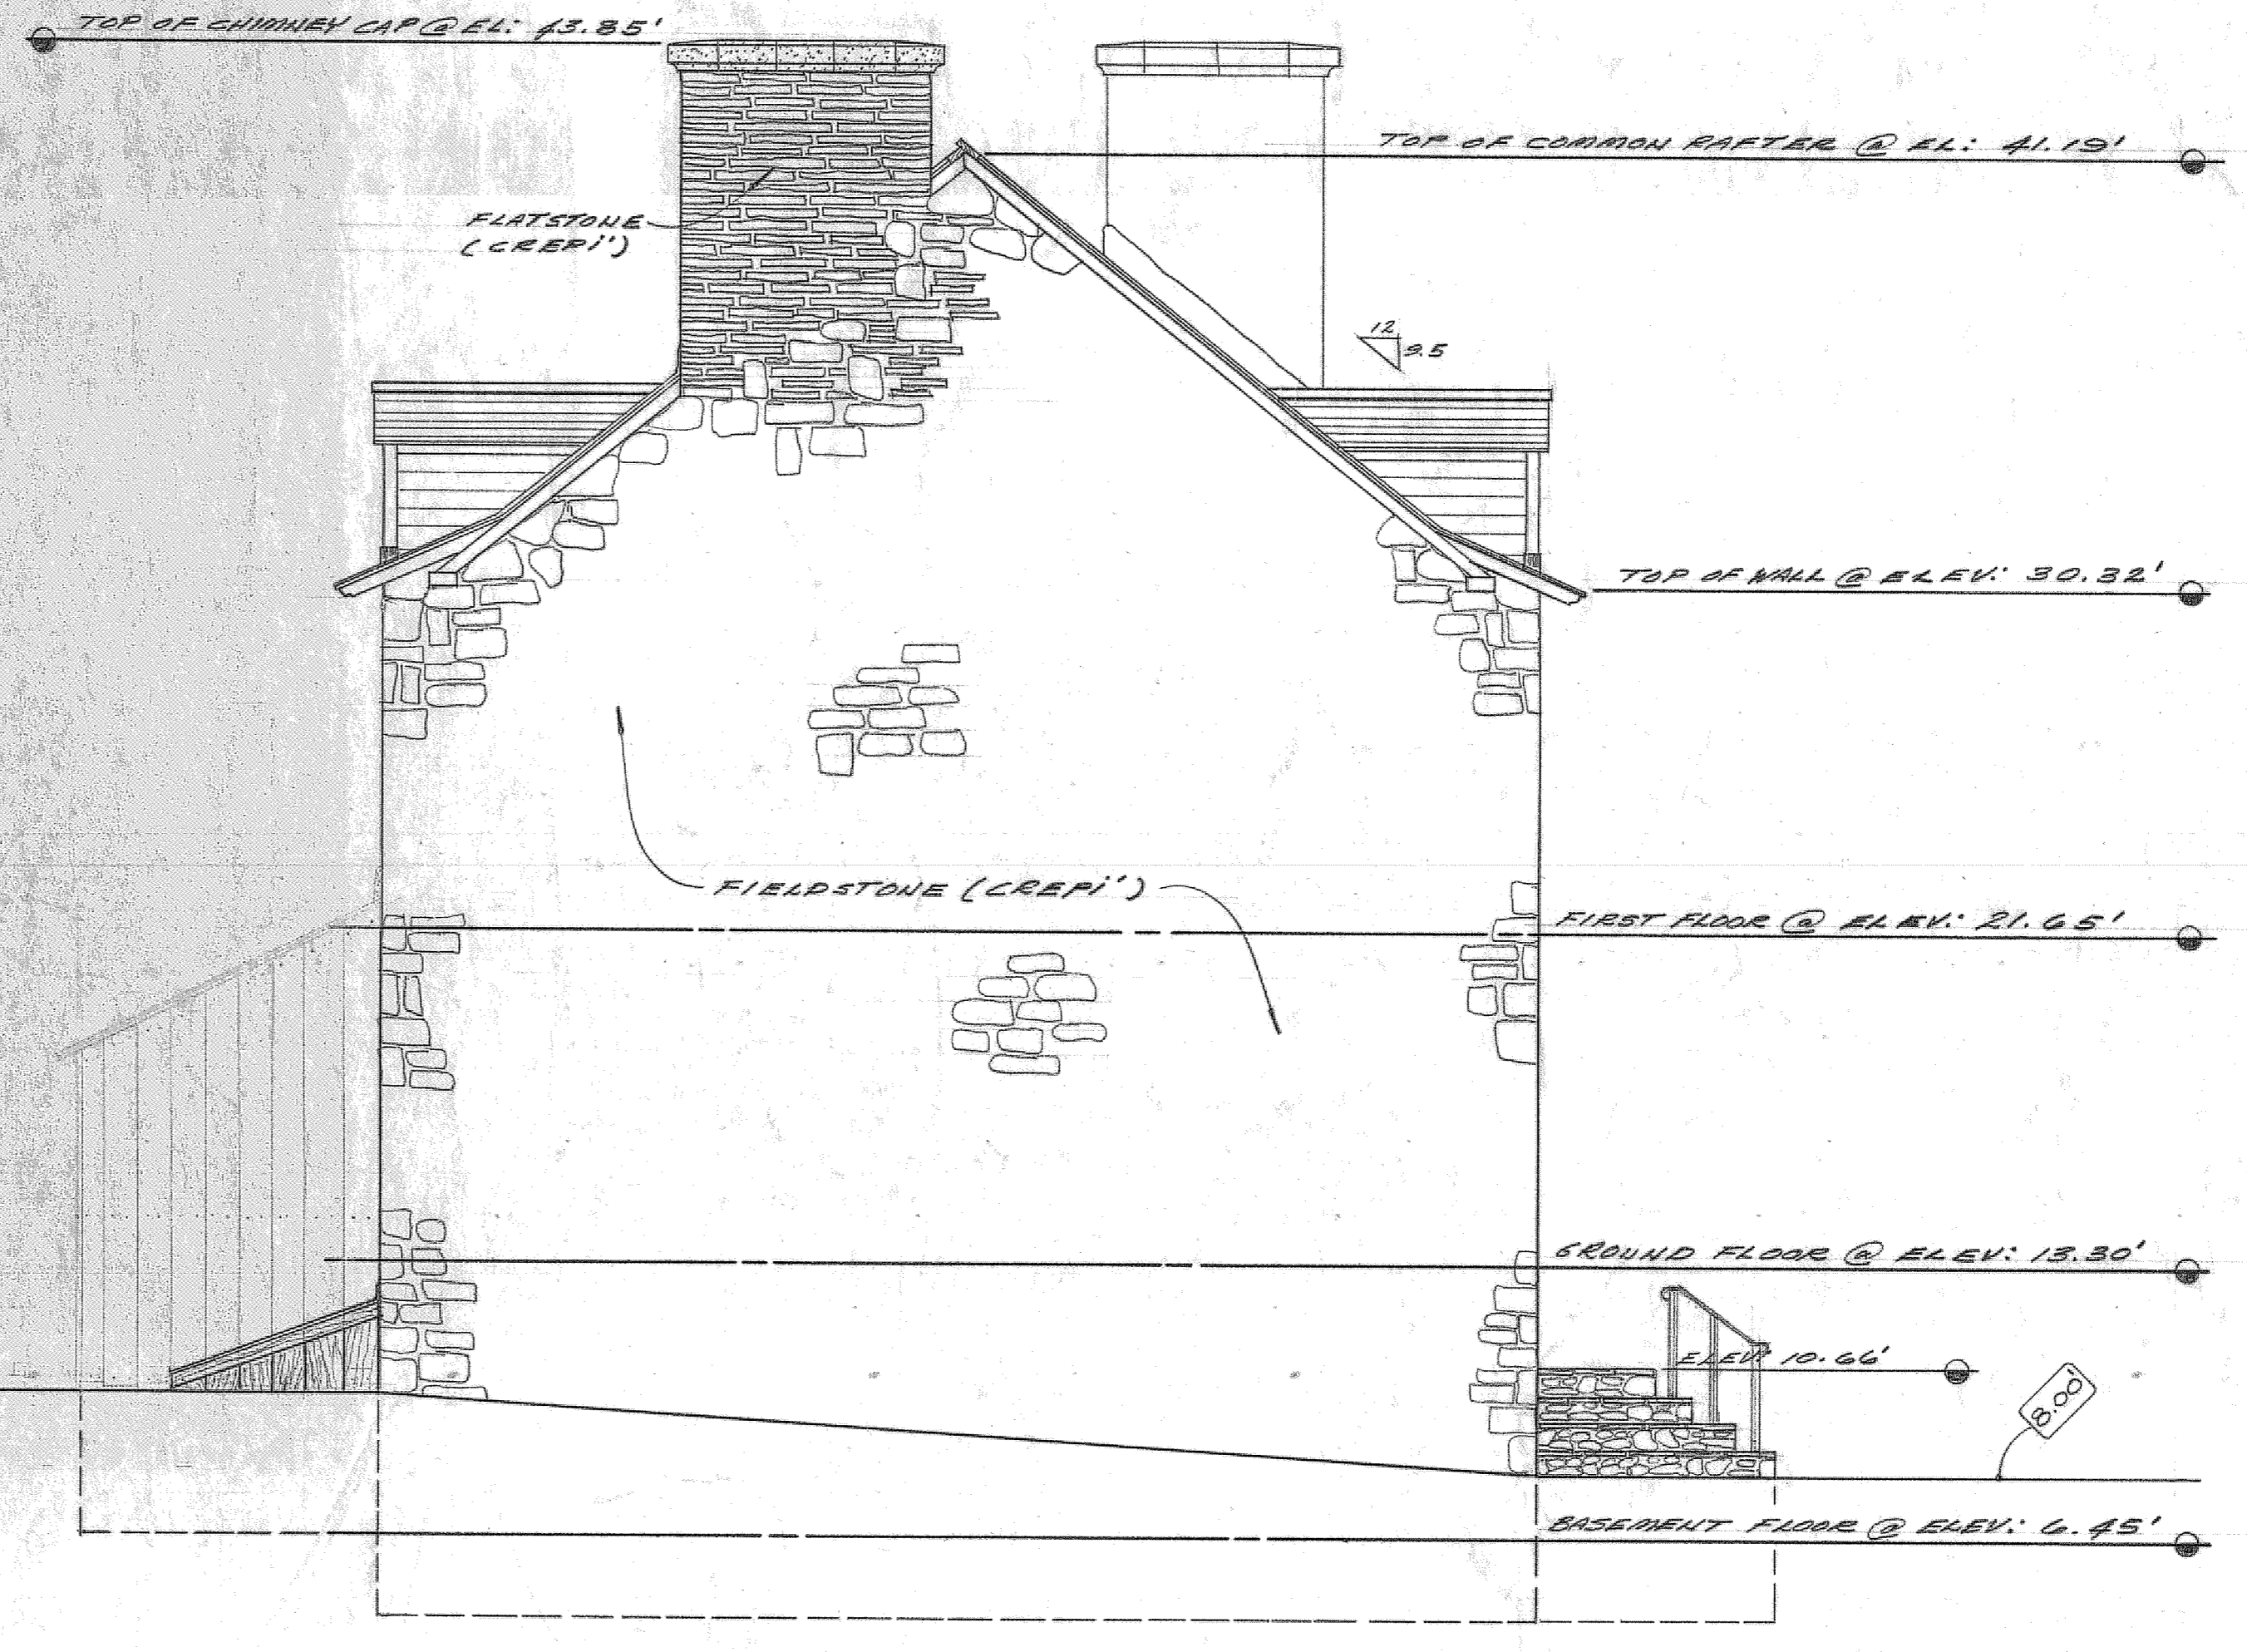 TOP OF CHIMNEY CAP @ EL: 43.85'
TOP OF COMMON RAFTER @ EL: 41.19'
FLATSTONE
(CREPI')
12
9.5
TOP OF WALL @ ELEV: 30.32'
FIELDSTONE (CREPI')
FIRST FLOOR @ ELEV: 21.65'
GROUND FLOOR @ ELEV: 13.30'
ELEV: 10.66'
8.00'
BASEMENT FLOOR @ ELEV: 6.45'